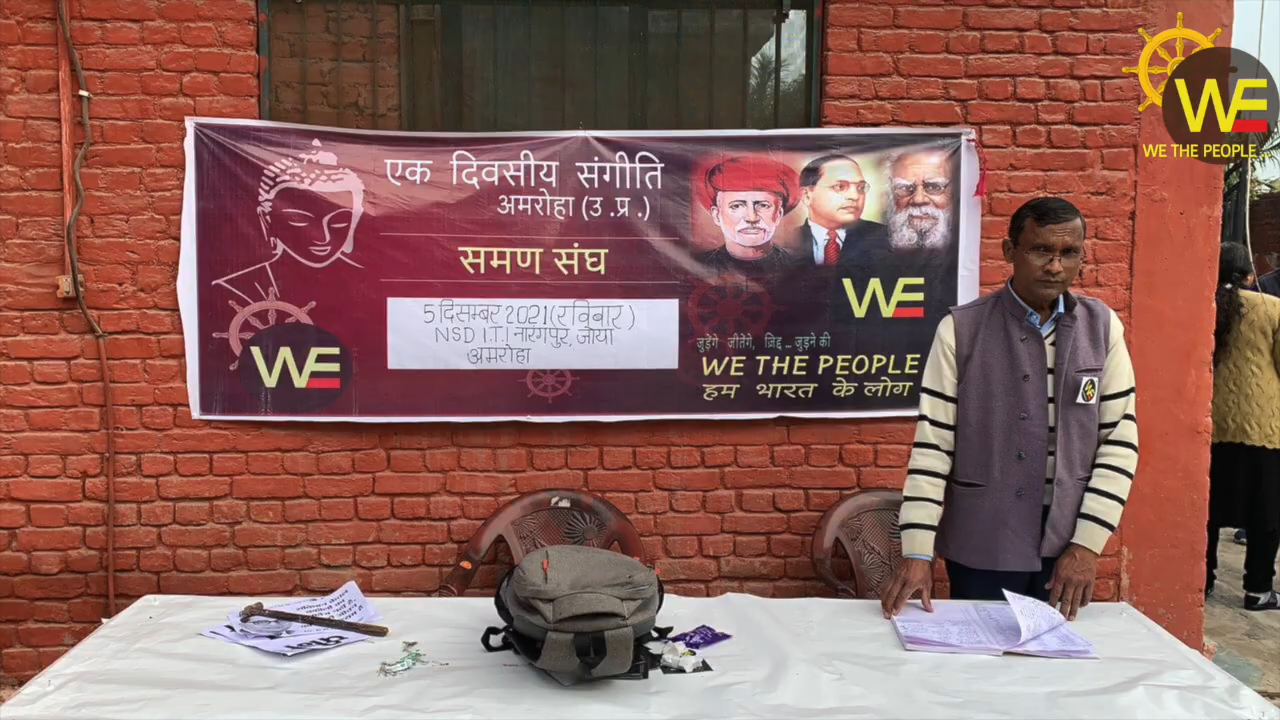 एक दिवसीय संगीति
अमरोहा (उ .प्र .)
समण संघ
5 दिसम्बर 2021 (रविबार )
NSD I.T.I नारंगपुर, जोया
अमरोहा
WE
WE
जुड़ेंगे जीतेगे, ज़िद्द ... जुड़ने की
WE THE PEOPLE
हम भारत के लोग
WE
WE THE PEOPLE...